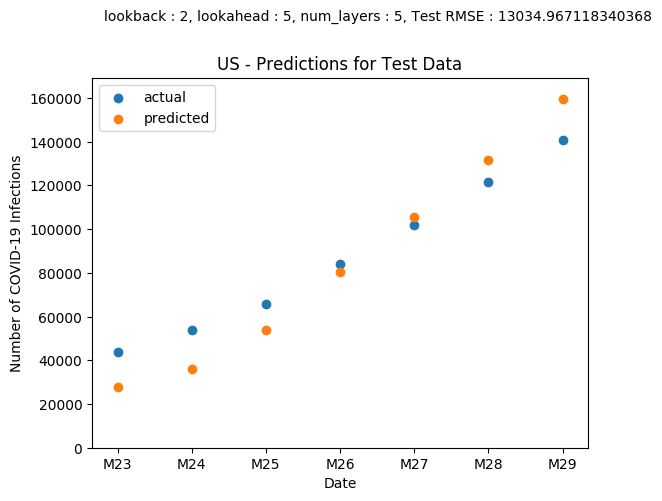 lookback : 2, lookahead : 5, num_layers : 5, Test RMSE : 13034.967118340368
US - Predictions for Test Data
actual
predicted
Number of COVID-19 Infections
160000
140000
120000
100000
80000
60000
40000
20000
0
M23 M24 M25 M26 M27 M28 M29
Date